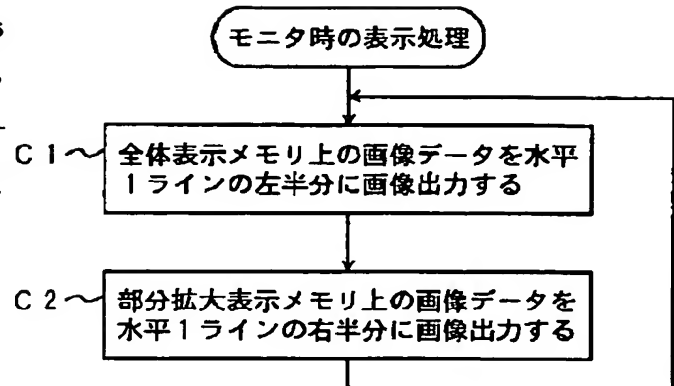 モニタ時の表示処理
C1 全体表示メモリ上の画像データを水平
1ラインの左半分に画像出力する
C2 部分拡大表示メモリ上の画像データを
水平1ラインの右半分に画像出力する